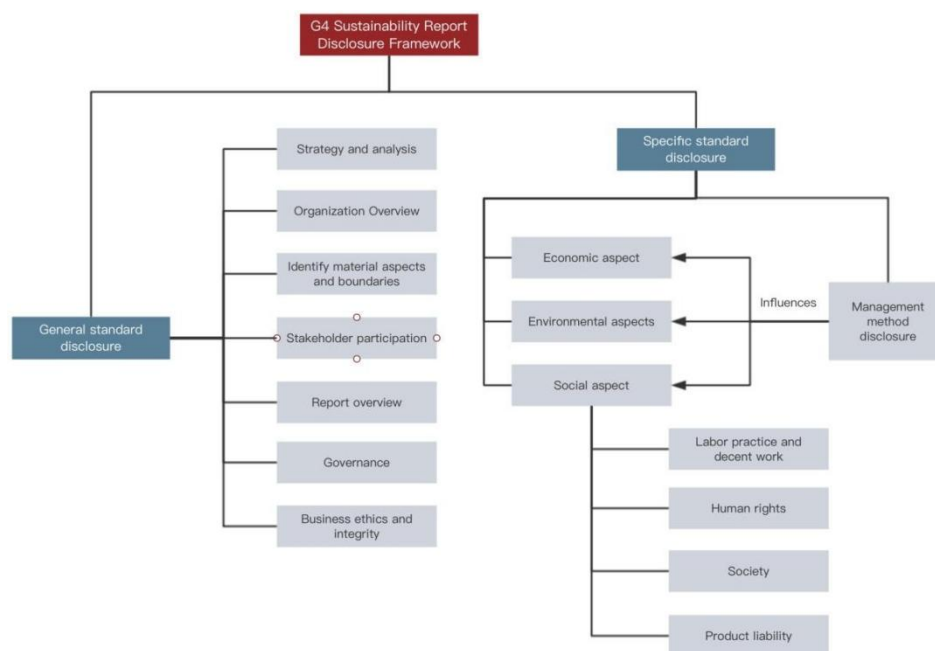 G4 Sustainability Report
Disclosure Framework
General standard
disclosure
Strategy and analysis
Organization Overview
Identify material aspects
and boundaries
Stakeholder participation
Report overview
Governance
Business ethics and
integrity
Specific standard
disclosure
Economic aspect
Environmental aspects
Social aspect
Influences
Management
method
disclosure
Labor practice and
decent work
Human rights
Society
Product liability